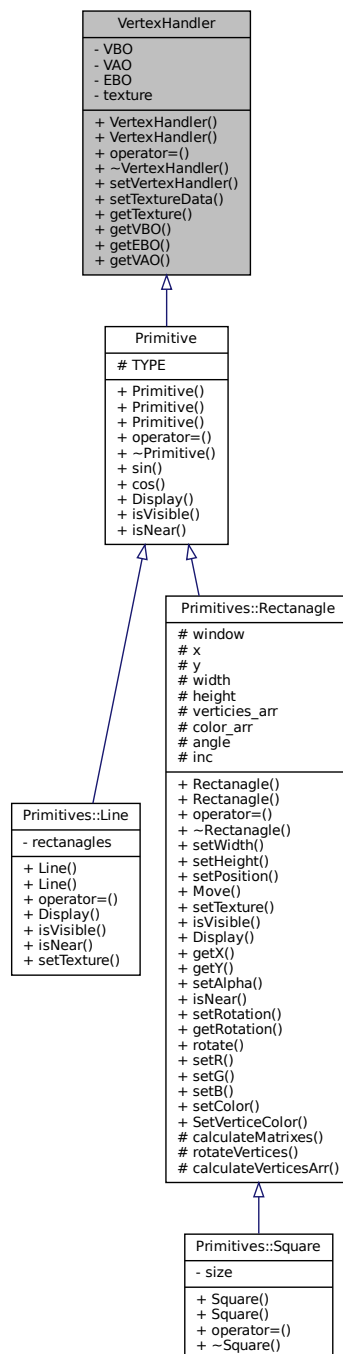 VertexHandler
- VBO
- VAO
- EBO
- texture
+ VertexHandler()
+ VertexHandler()
+ operator=()
+ ~VertexHandler()
+ setVertexHandler()
+ setTextureData()
+ getTexture()
+ getVBO()
+ getEBO()
+ getVAO()
Primitive
# TYPE
+ Primitive()
+ Primitive()
+ Primitive()
+ operator=()
+ ~Primitive()
+ sin()
+ cos()
+ Display()
+ isVisible()
+ isNear()
Primitives::Rectanagle
# window
# x
# y
# width
# height
# verticies_arr
# color_arr
# angle
# inc
+ Rectanagle()
+ Rectanagle()
+ operator=()
+ ~Rectanagle()
+ setWidth()
+ setHeight()
+ setPosition()
+ Move()
+ setTexture()
+ isVisible()
+ Display()
+ getX()
+ getY()
+ setAlpha()
+ isNear()
+ setRotation()
+ getRotation()
+ rotate()
+ setR()
+ setG()
+ setB()
+ setColor()
+ SetVerticeColor()
# calculateMatrixes()
# rotateVertices()
# calculateVerticesArr()
Primitives::Line
- rectanagles
+ Line()
+ Line()
+ operator=()
+ Display()
+ isVisible()
+ isNear()
+ setTexture()
Primitives::Square
- size
+ Square()
+ Square()
+ operator=()
+ ~Square()